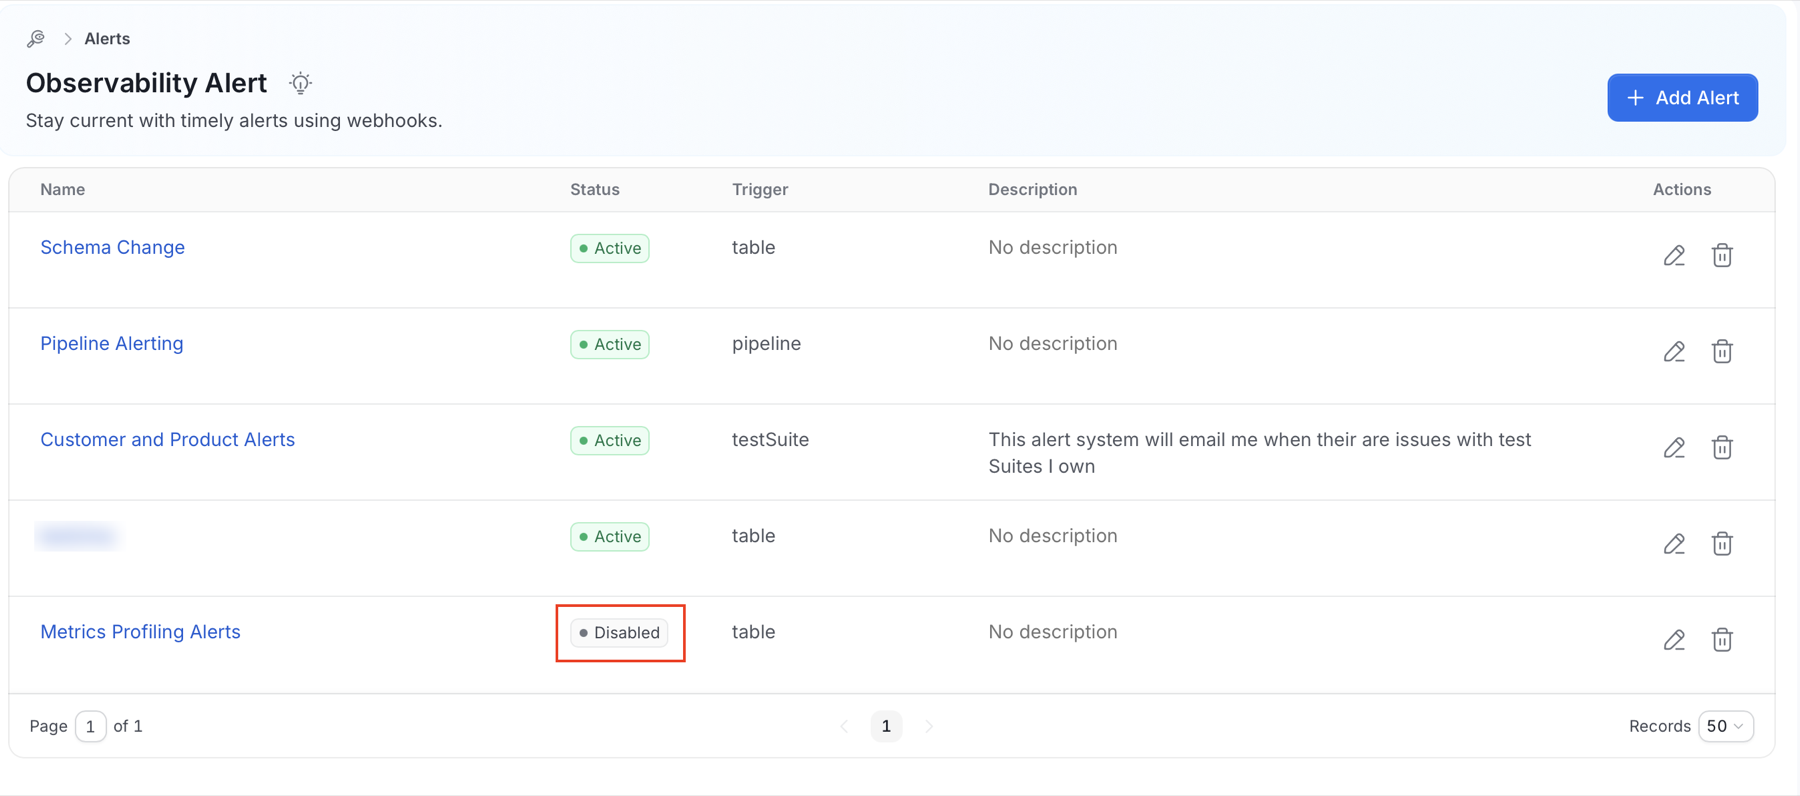 Alerts
Observability Alert
Stay current with timely alerts using webhooks.
+ Add Alert
Name Status Trigger Description Actions
Schema Change Active table No description
Pipeline Alerting Active pipeline No description
Customer and Product Alerts Active testSuite This alert system will email me when their are issues with test
Suites I own
Active table No description
Metrics Profiling Alerts Disabled table No description
Page 1 of 1 1 Records 50